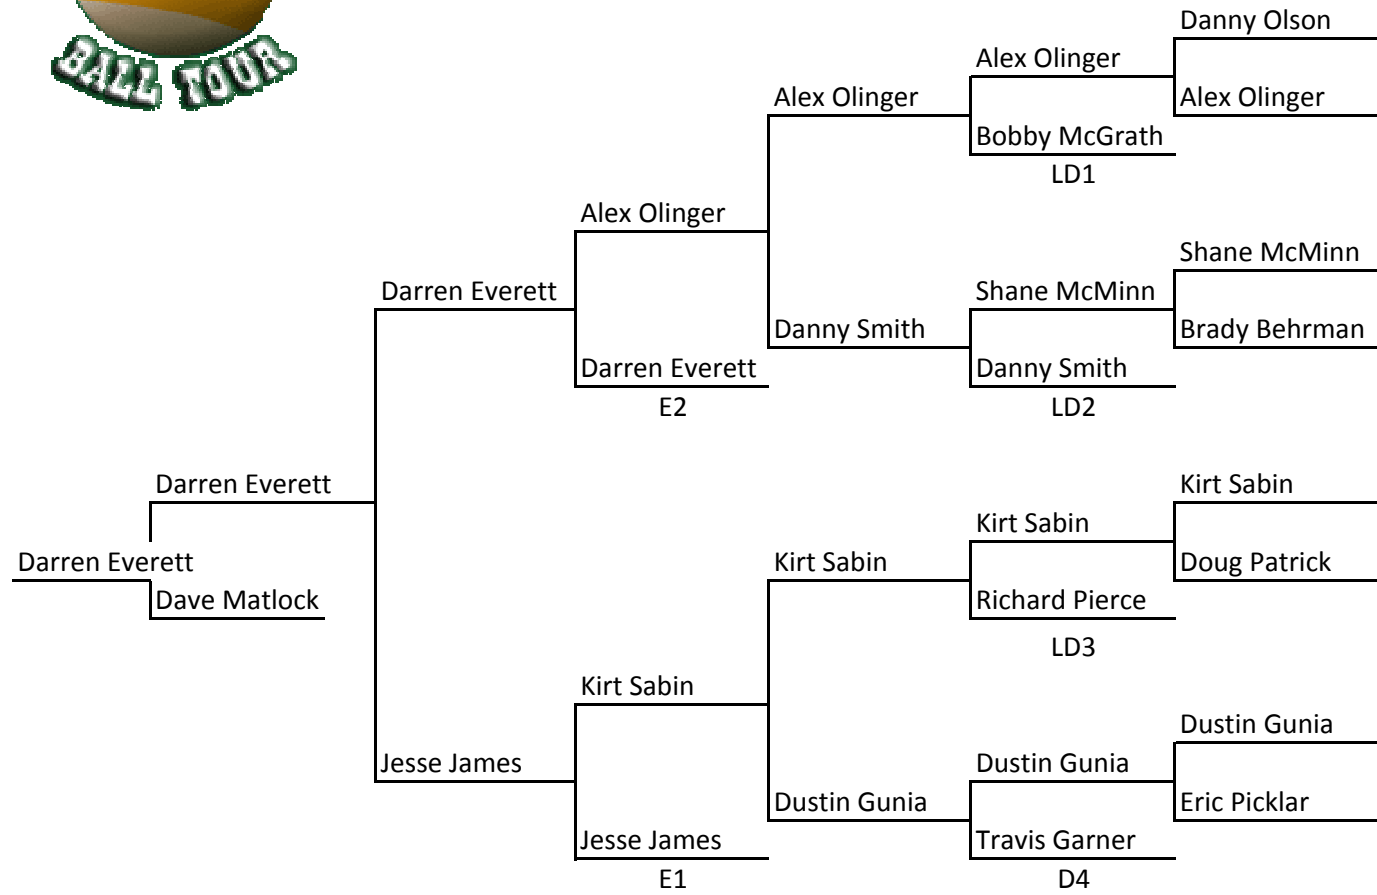 BALL TOUR
Danny Olson
Alex Olinger
Alex Olinger
Alex Olinger
Bobby McGrath
LD1
Alex Olinger
Shane McMinn
Darren Everett
Shane McMinn
Danny Smith
Brady Behrman
Darren Everett
Danny Smith
E2
LD2
Darren Everett
Kirt Sabin
Kirt Sabin
Darren Everett
Kirt Sabin
Doug Patrick
Dave Matlock
Richard Pierce
LD3
Kirt Sabin
Dustin Gunia
Jesse James
Dustin Gunia
Dustin Gunia
Eric Picklar
Jesse James
Travis Garner
E1
D4